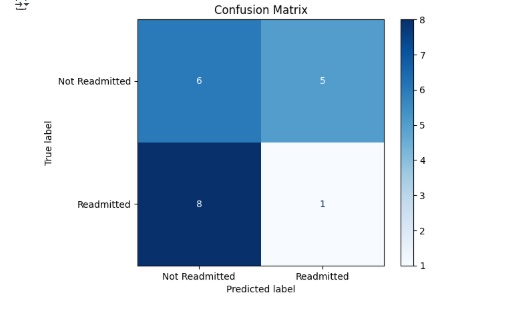 Confusion Matrix
Not Readmitted
Readmitted
True label
6 5
8 1
Not Readmitted Readmitted
Predicted label
8
7
6
5
4
3
2
1